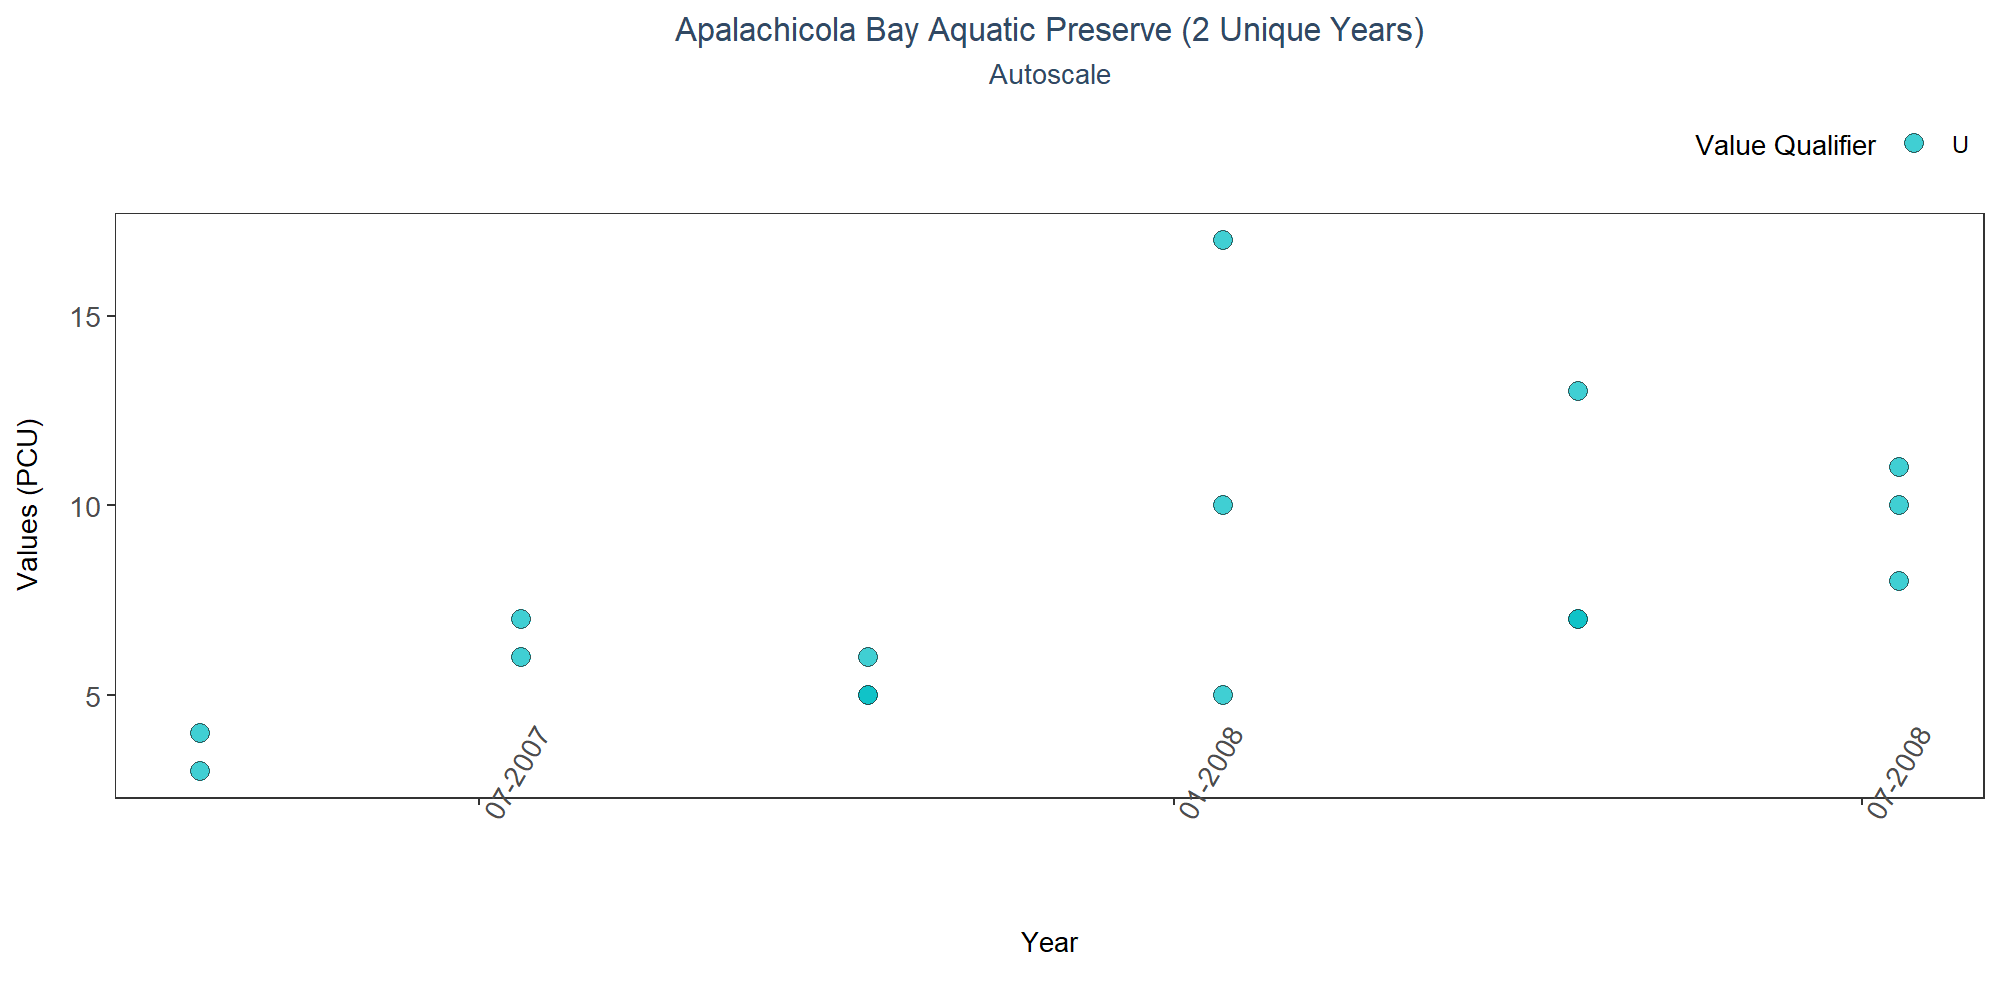 Apalachicola Bay Aquatic Preserve (2 Unique Years)
Autoscale
Value Qualifier U
15
10
5
Values (PCU)
07-2007
01-2008
07-2008
Year